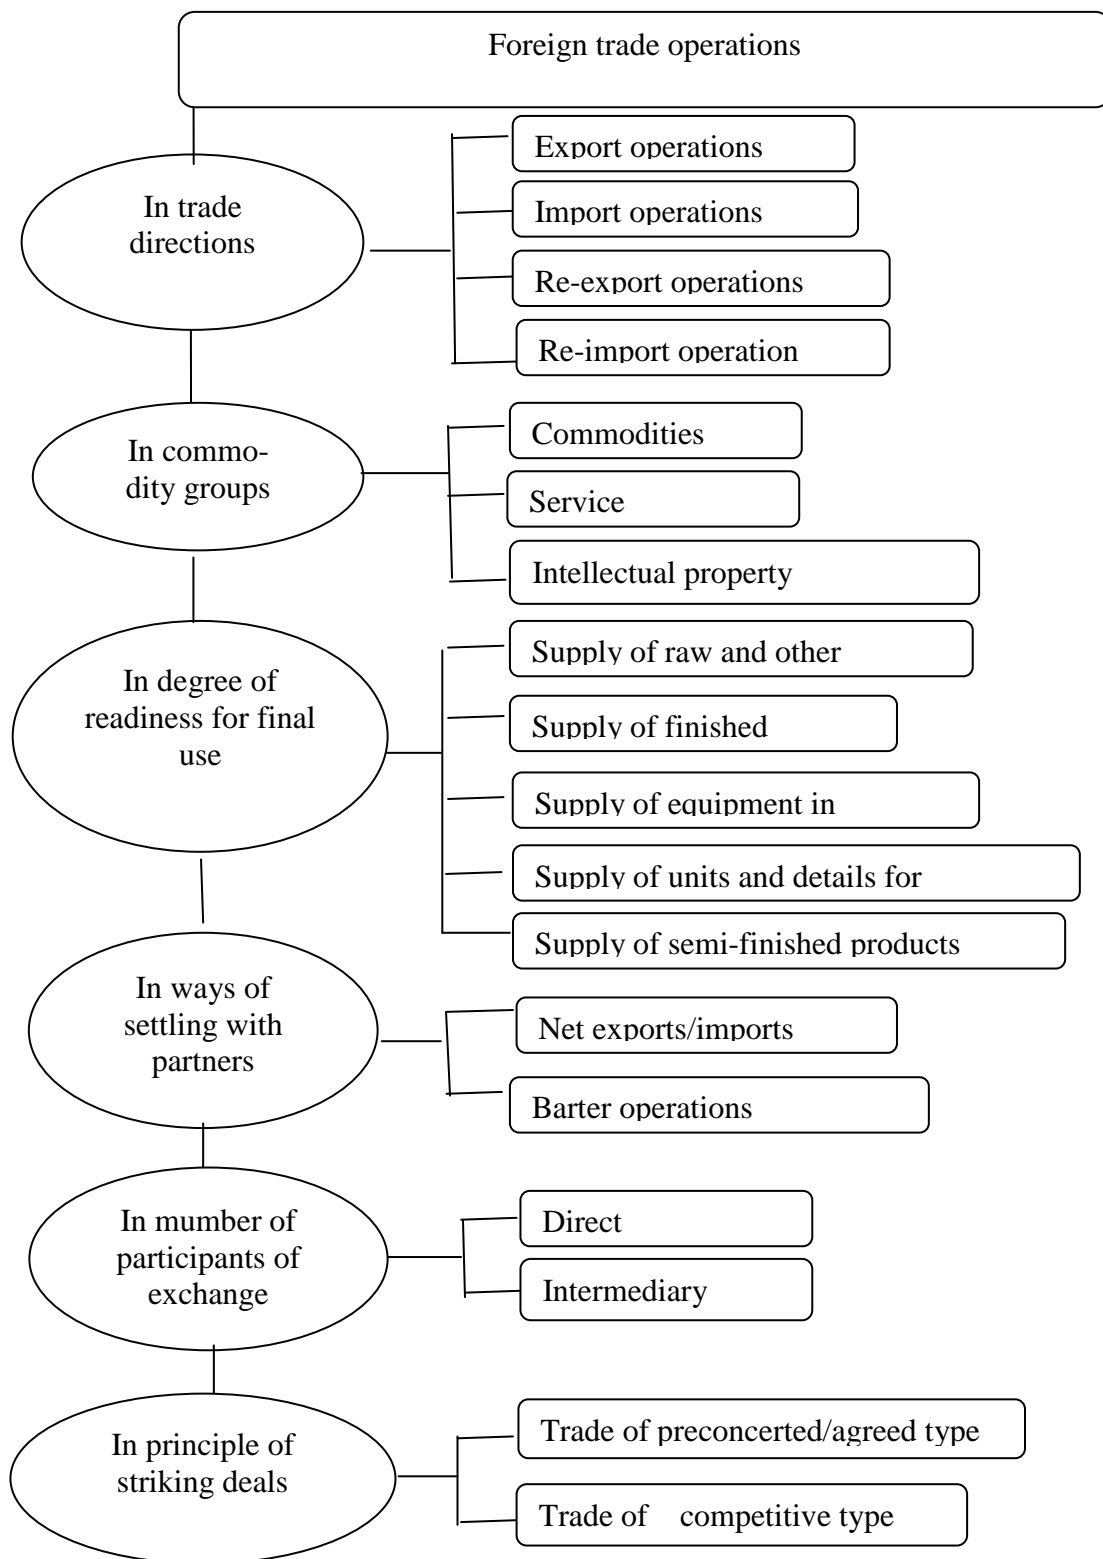 Foreign trade operations
In trade
directions
Export operations
Import operations
Re-export operations
Re-import operation
In commo-
dity groups
Commodities
Service
Intellectual property
In degree of
readiness for final
use
Supply of raw and other
Supply of finished
Supply of equipment in
Supply of units and details for
Supply of semi-finished products
In ways of
settling with
partners
Net exports/imports
Barter operations
In mumber of
participants of
exchange
Direct
Intermediary
In principle of
striking deals
Trade of preconcerted/agreed type
Trade of competitive type